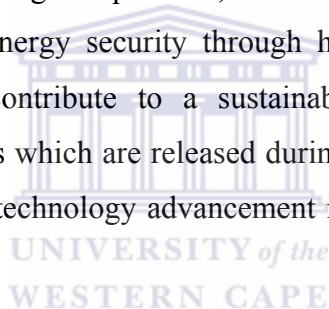 nergy security through h
ontribute to a sustainab
s which are released durin
technology advancement i
UNIVERSITY of the
WESTERN CAPE